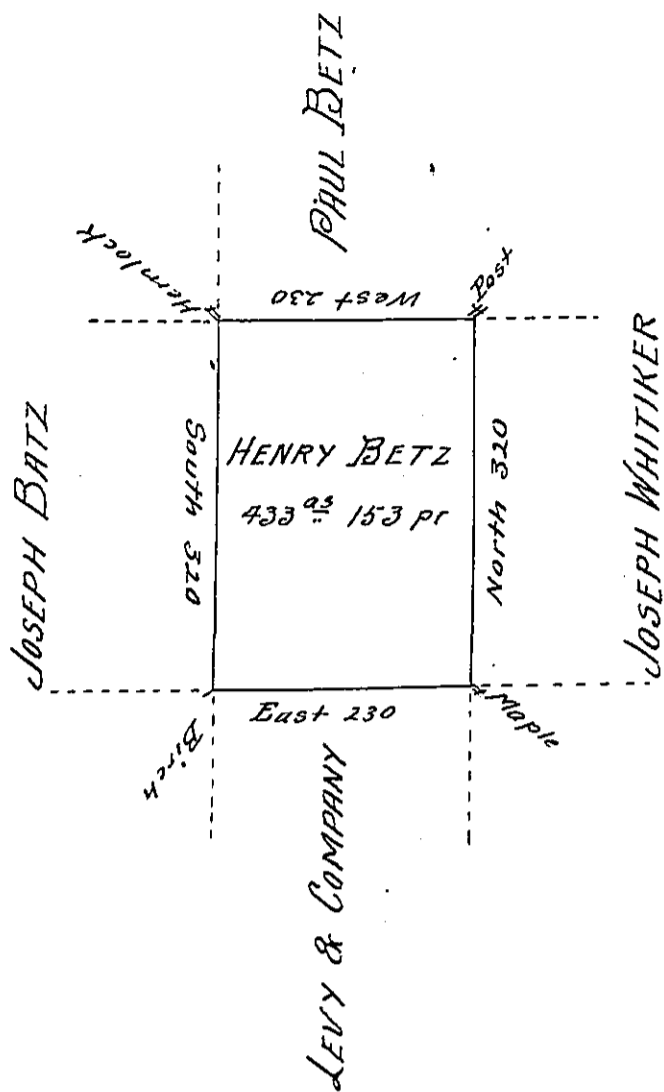 PAUL BETZ
Hemlock
West 230
Post
JOSEPH BATZ
South 320
HENRY BETZ
433 as 153 pr
North 320
JOSEPH WHITIKER
Birch
East 230
Maple
LEVY & COMPANY